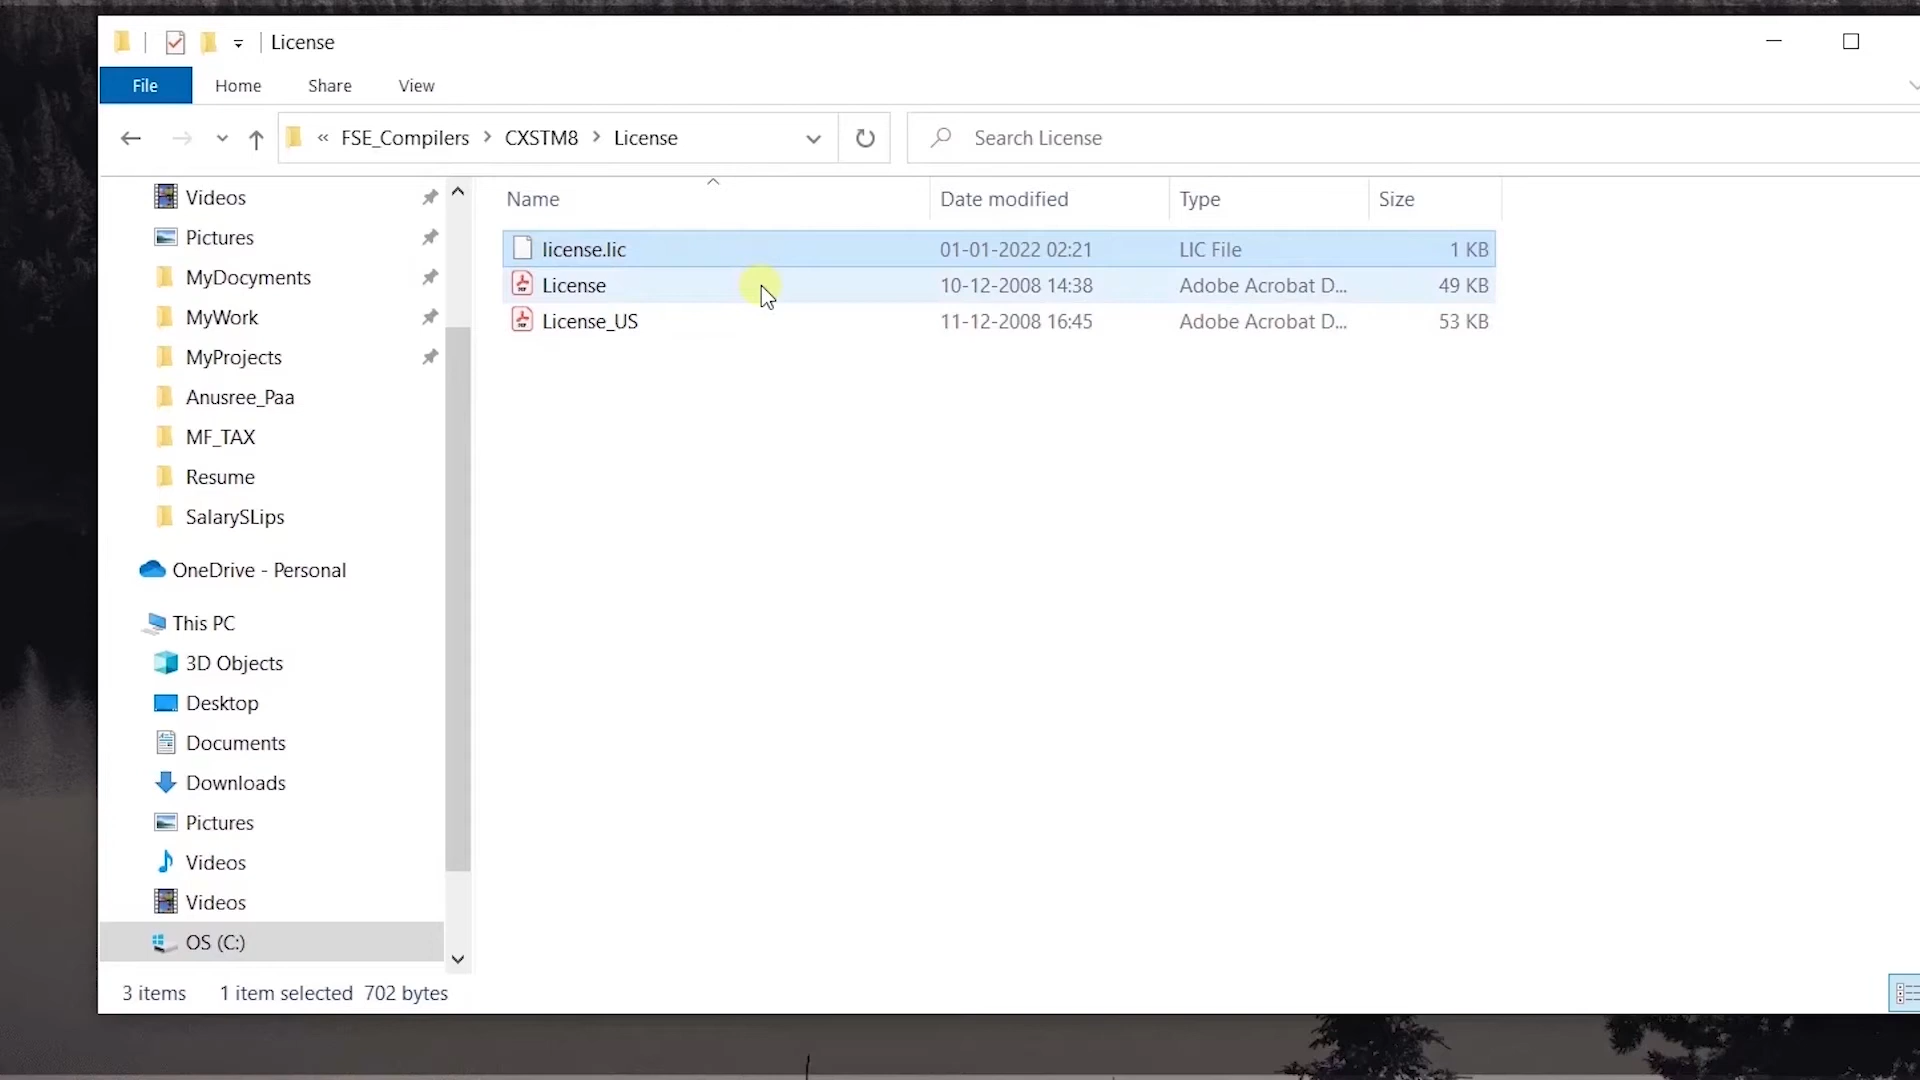 License
File Home Share View
« FSE_Compilers > CXSTM8 > License
Search License
Name Date modified Type Size
license.lic 01-01-2022 02:21 LIC File 1 KB
License 10-12-2008 14:38 Adobe Acrobat D... 49 KB
License_US 11-12-2008 16:45 Adobe Acrobat D... 53 KB
Videos
Pictures
MyDocyments
MyWork
MyProjects
Anusree_Paa
MF_TAX
Resume
SalarySLips
OneDrive - Personal
This PC
3D Objects
Desktop
Documents
Downloads
Pictures
Videos
Videos
OS (C:)
3 items 1 item selected 702 bytes